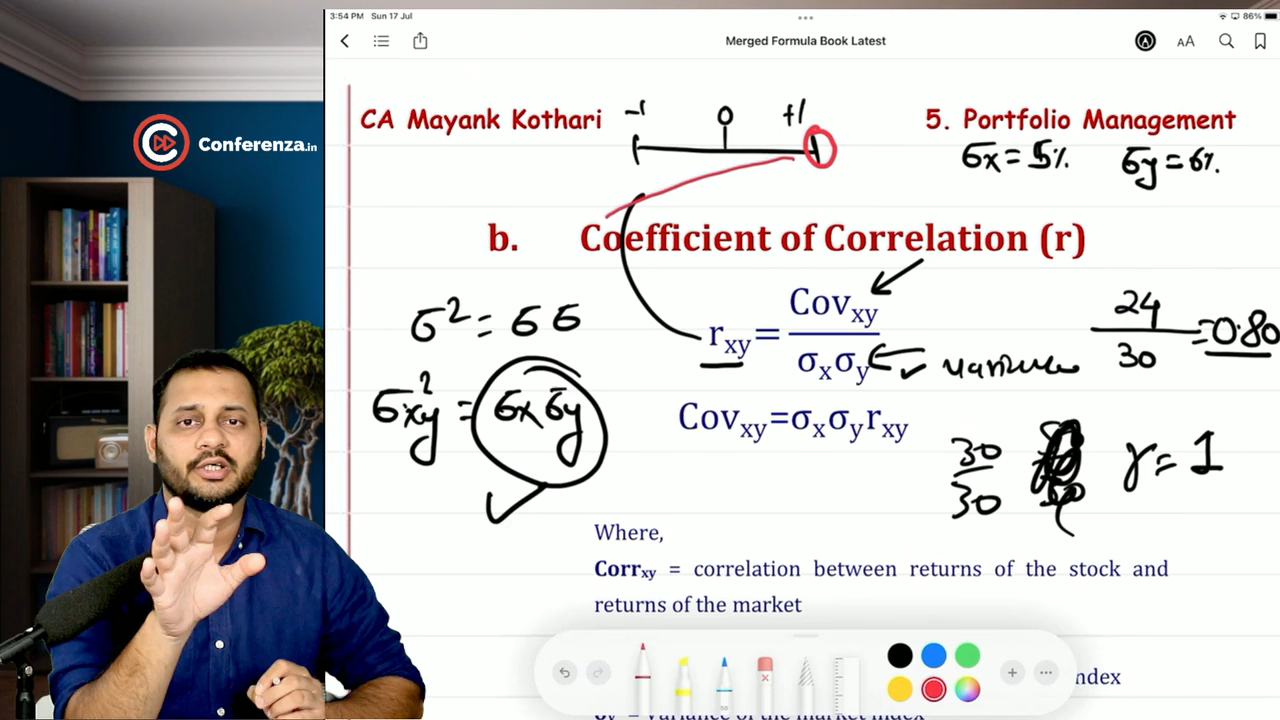 3:54 PM Sun 17 Jul
86%
Merged Formula Book Latest
AA
Conferenza.in
CA Mayank Kothari
-1 0 +1
5. Portfolio Management
σx = 5% σy = 6%.
b. Coefficient of Correlation (r)
σ² = σ σ
rxy = Covxy / σxσy
24 / 30 = 0.80
σ²xy = σx σy
Covxy=σxσyrxy
30 / 30
r = 1
Where,
Corrxy = correlation between returns of the stock and
returns of the market
ndex